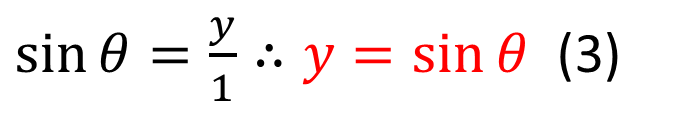 sin θ = y/1 ∴ y = sin θ (3)